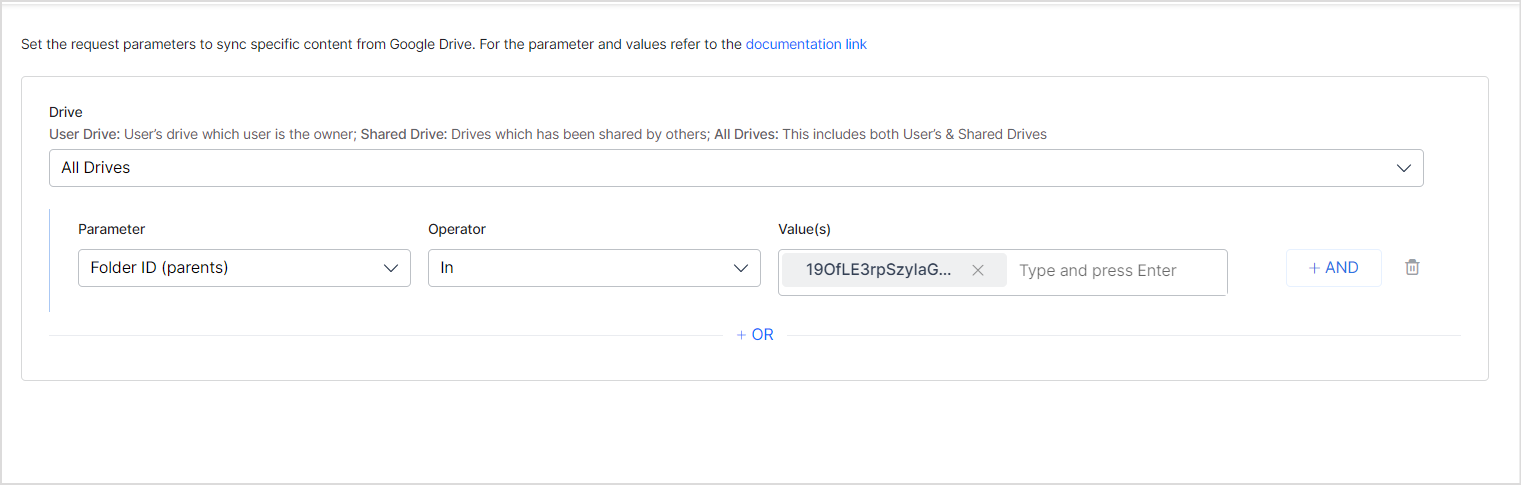 Set the request parameters to sync specific content from Google Drive. For the parameter and values refer to the documentation link
Drive
User Drive: User's drive which user is the owner; Shared Drive: Drives which has been shared by others; All Drives: This includes both User's & Shared Drives
All Drives
Parameter Operator Value(s)
Folder ID (parents) In 19OfLE3rpSzylaG... Type and press Enter + AND
+ OR